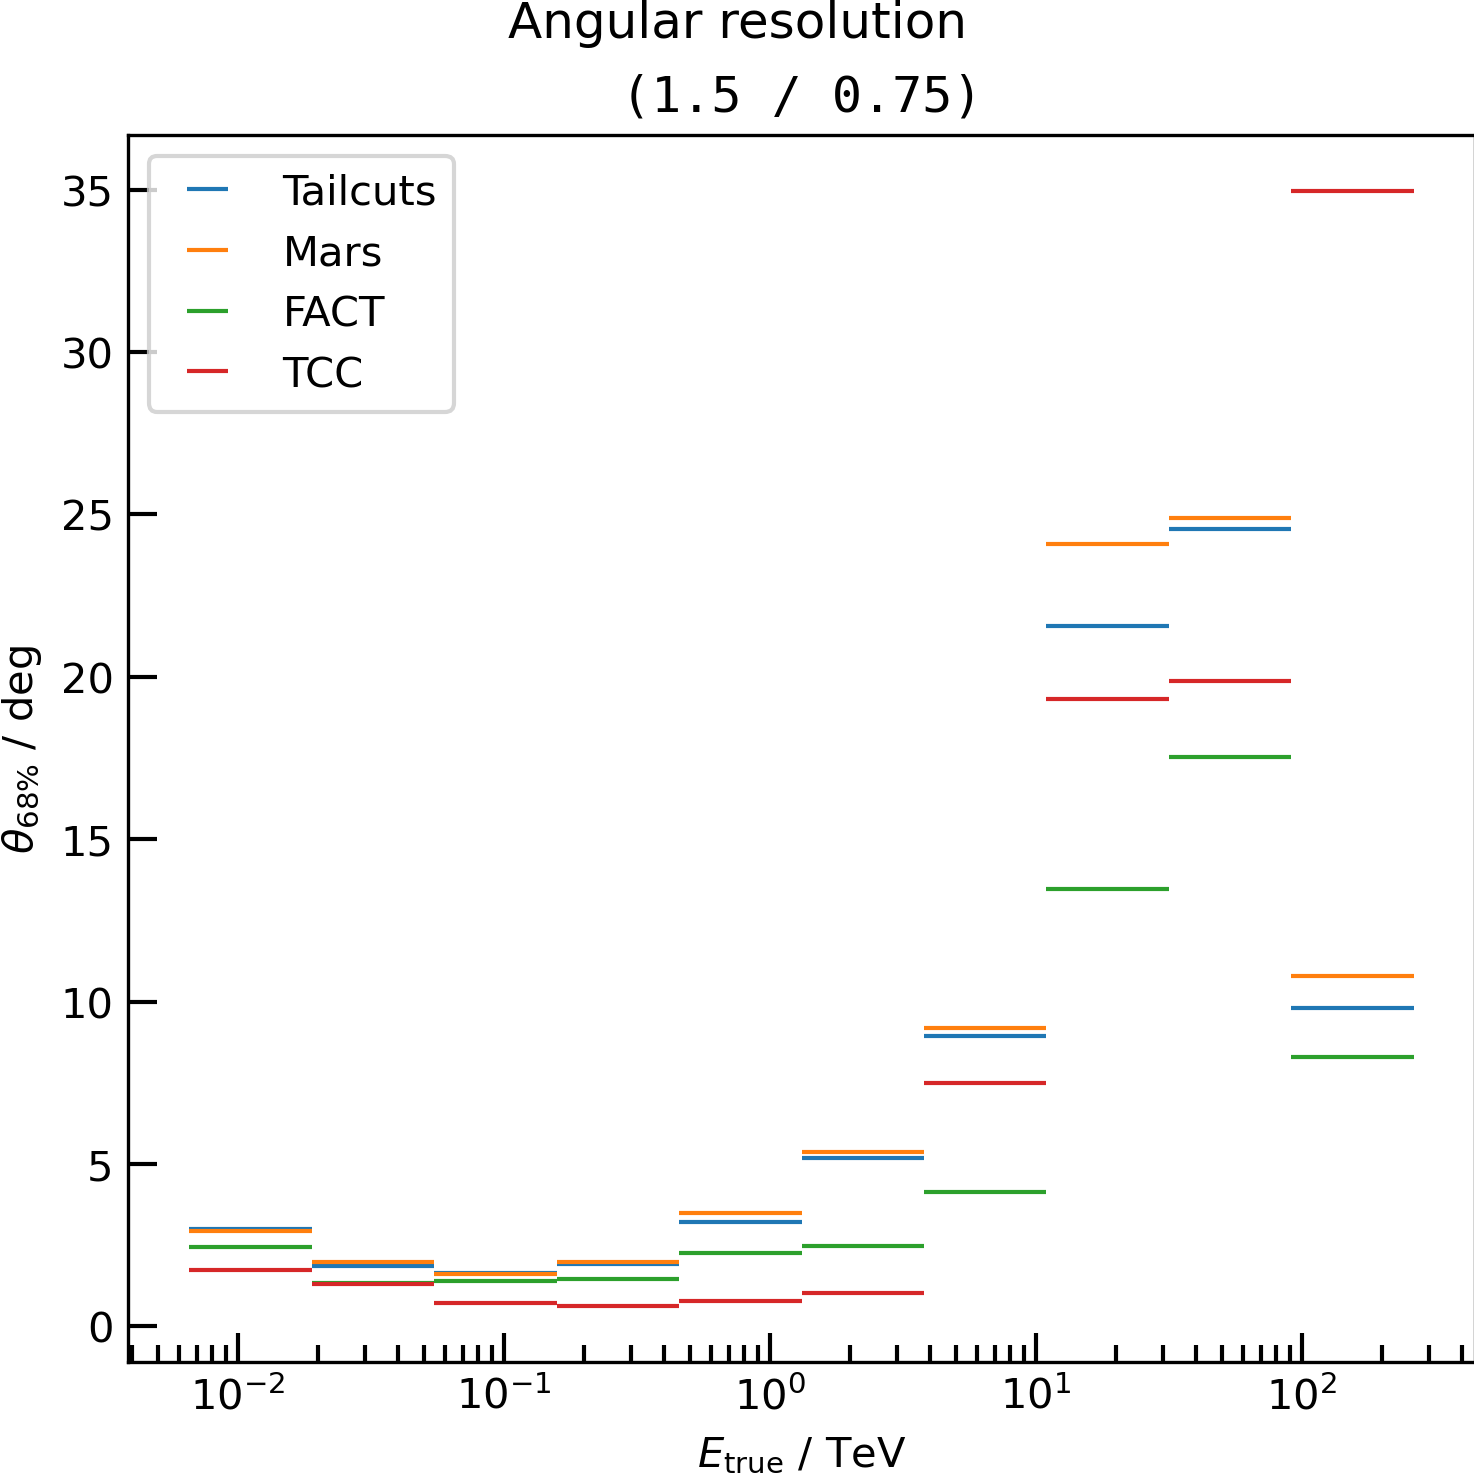 Angular resolution
(1.5 / 0.75)
Tailcuts
Mars
FACT
TCC
35
30
25
20
15
10
5
0
θ68% / deg
10⁻² 10⁻¹ 10⁰ 10¹ 10²
Etrue / TeV